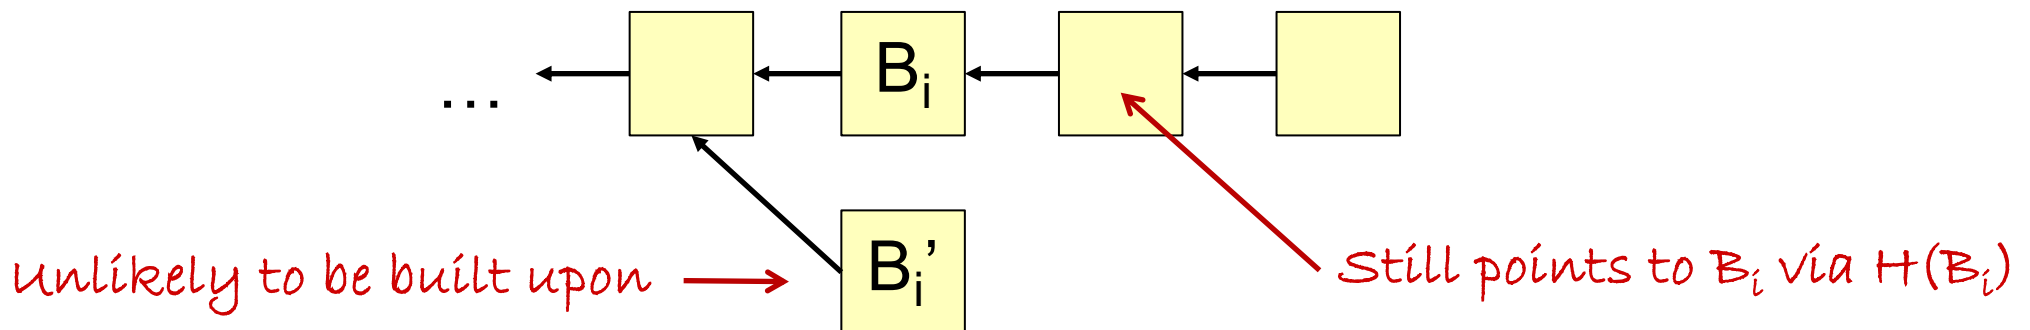 Bᵢ
...
Bᵢ’
Unlikely to be built upon
Still points to Bᵢ via H(Bᵢ)